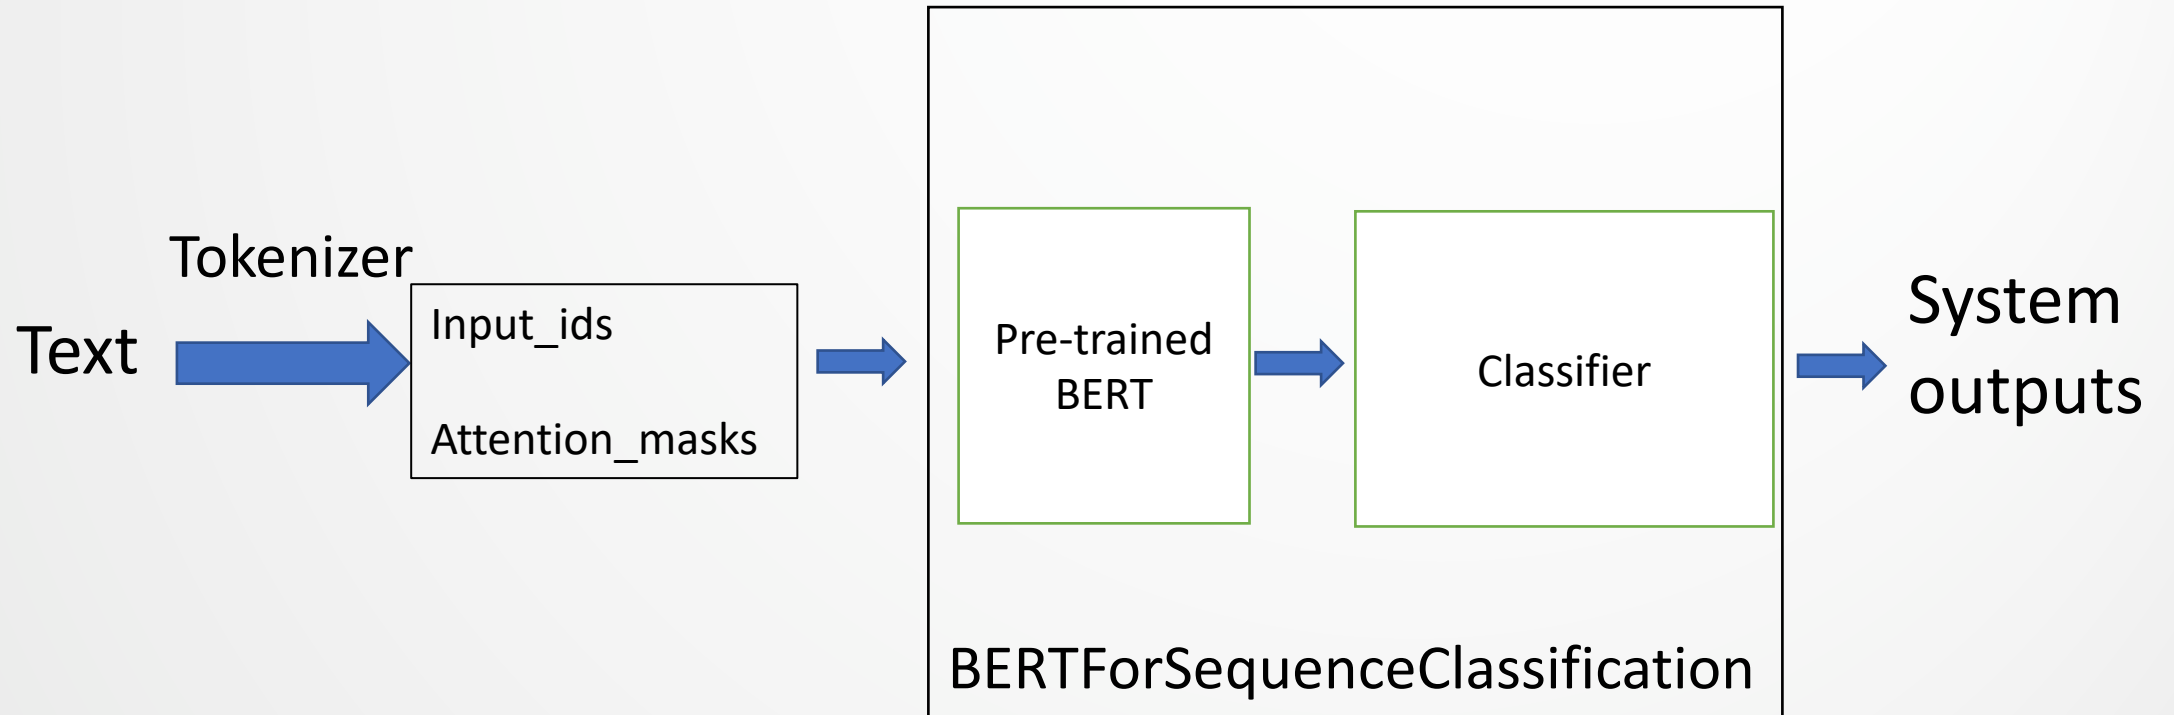 Text
Tokenizer
Input_ids
Attention_masks
Pre-trained
BERT
Classifier
BERTForSequenceClassification
System
outputs